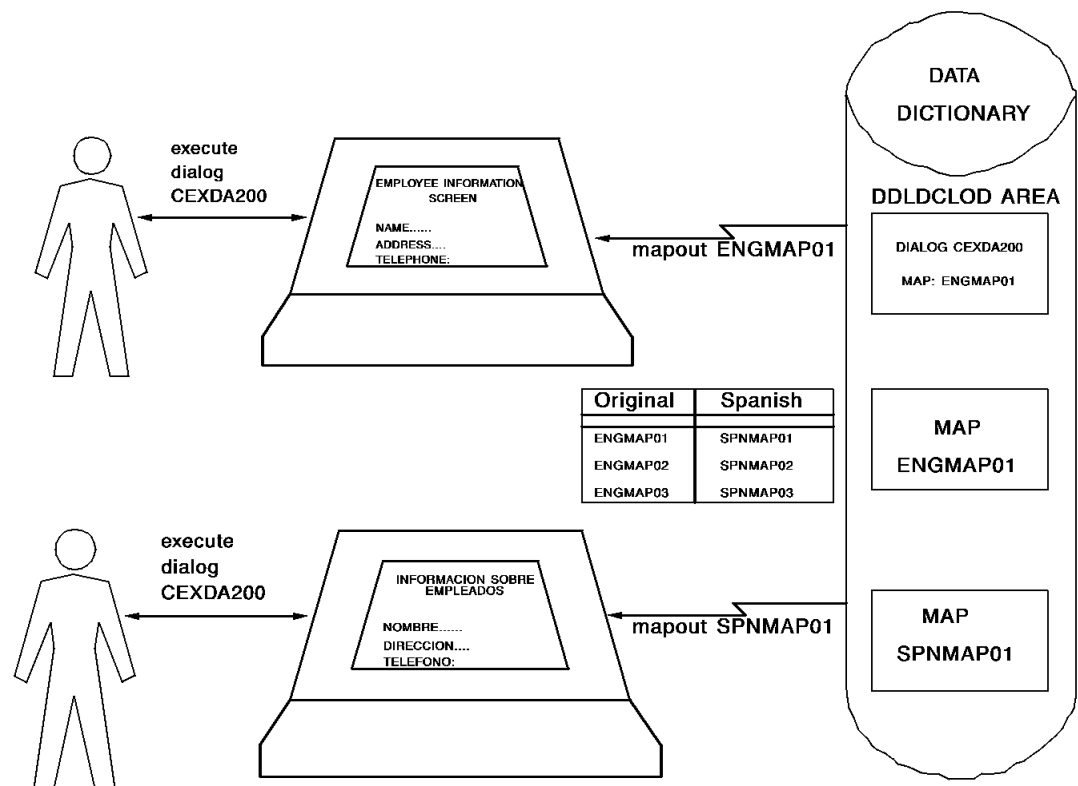 DATA
DICTIONARY
DDLDCLOD AREA
execute
dialog
CEXDA200
EMPLOYEE INFORMATION
SCREEN
NAME......
ADDRESS....
TELEPHONE:
mapout ENGMAP01
DIALOG CEXDA200
MAP: ENGMAP01
Original Spanish
ENGMAP01 SPNMAP01
ENGMAP02 SPNMAP02
ENGMAP03 SPNMAP03
MAP
ENGMAP01
execute
dialog
CEXDA200
INFORMACION SOBRE
EMPLEADOS
NOMBRE......
DIRECCION....
TELEFONO:
mapout SPNMAP01
MAP
SPNMAP01